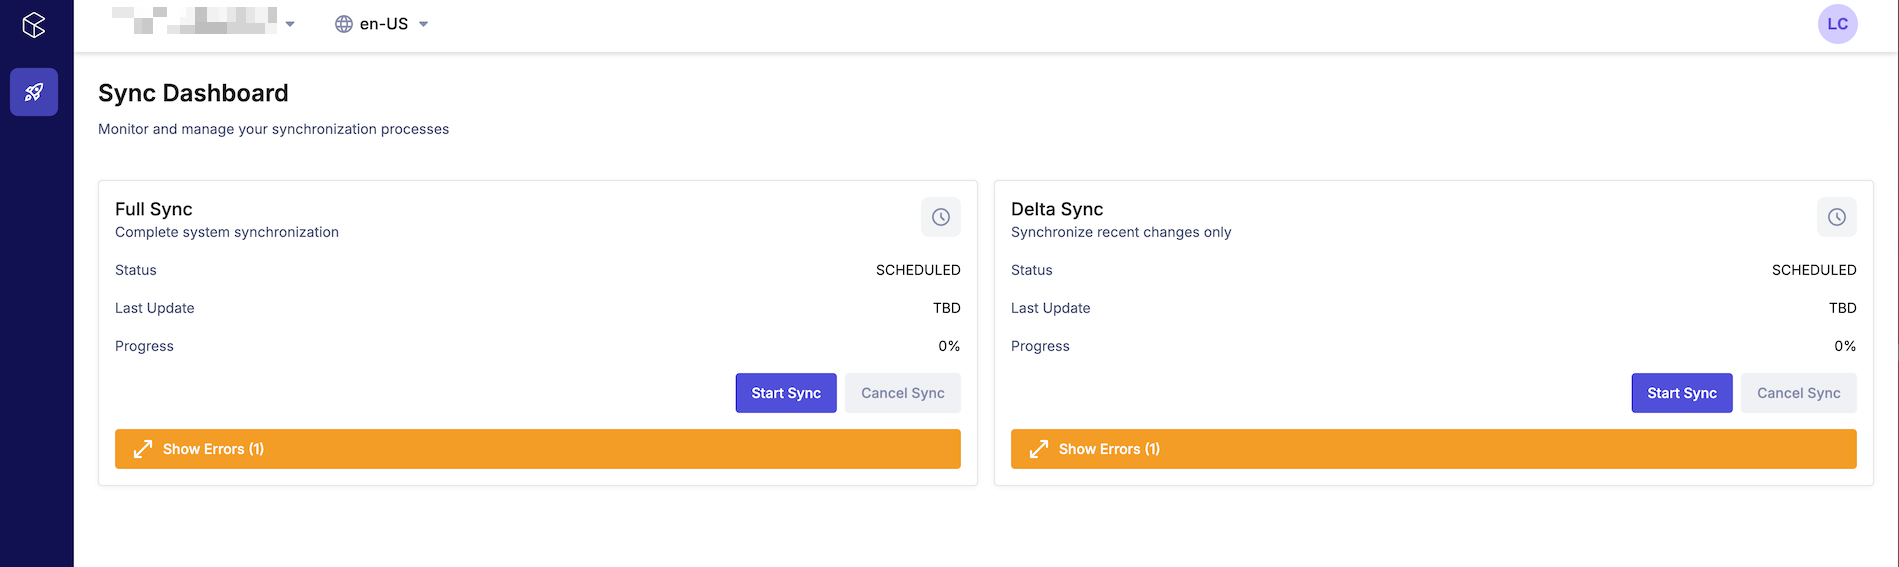 en-US
LC
Sync Dashboard
Monitor and manage your synchronization processes
Full Sync
Complete system synchronization
Status SCHEDULED
Last Update TBD
Progress 0%
Start Sync Cancel Sync
Show Errors (1)
Delta Sync
Synchronize recent changes only
Status SCHEDULED
Last Update TBD
Progress 0%
Start Sync Cancel Sync
Show Errors (1)